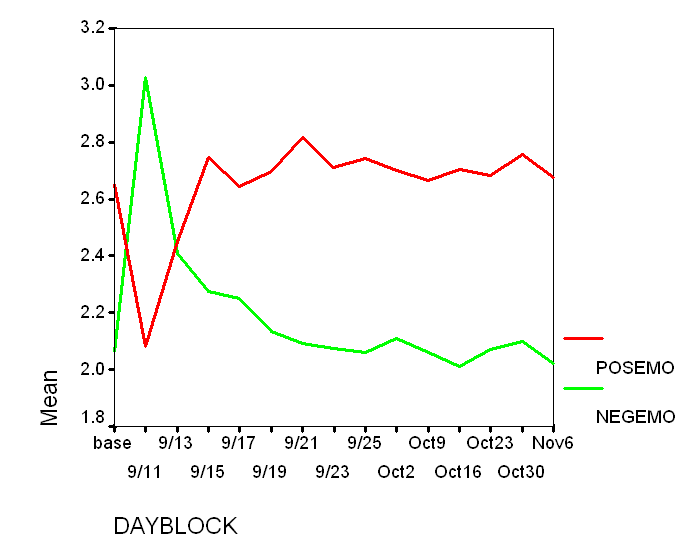 3.2
3.0
2.8
2.6
2.4
2.2
2.0
1.8
Mean
base 9/13 9/17 9/21 9/25 Oct9 Oct23 Nov6
9/11 9/15 9/19 9/23 Oct2 Oct16 Oct30
DAYBLOCK
POSEMO
NEGEMO